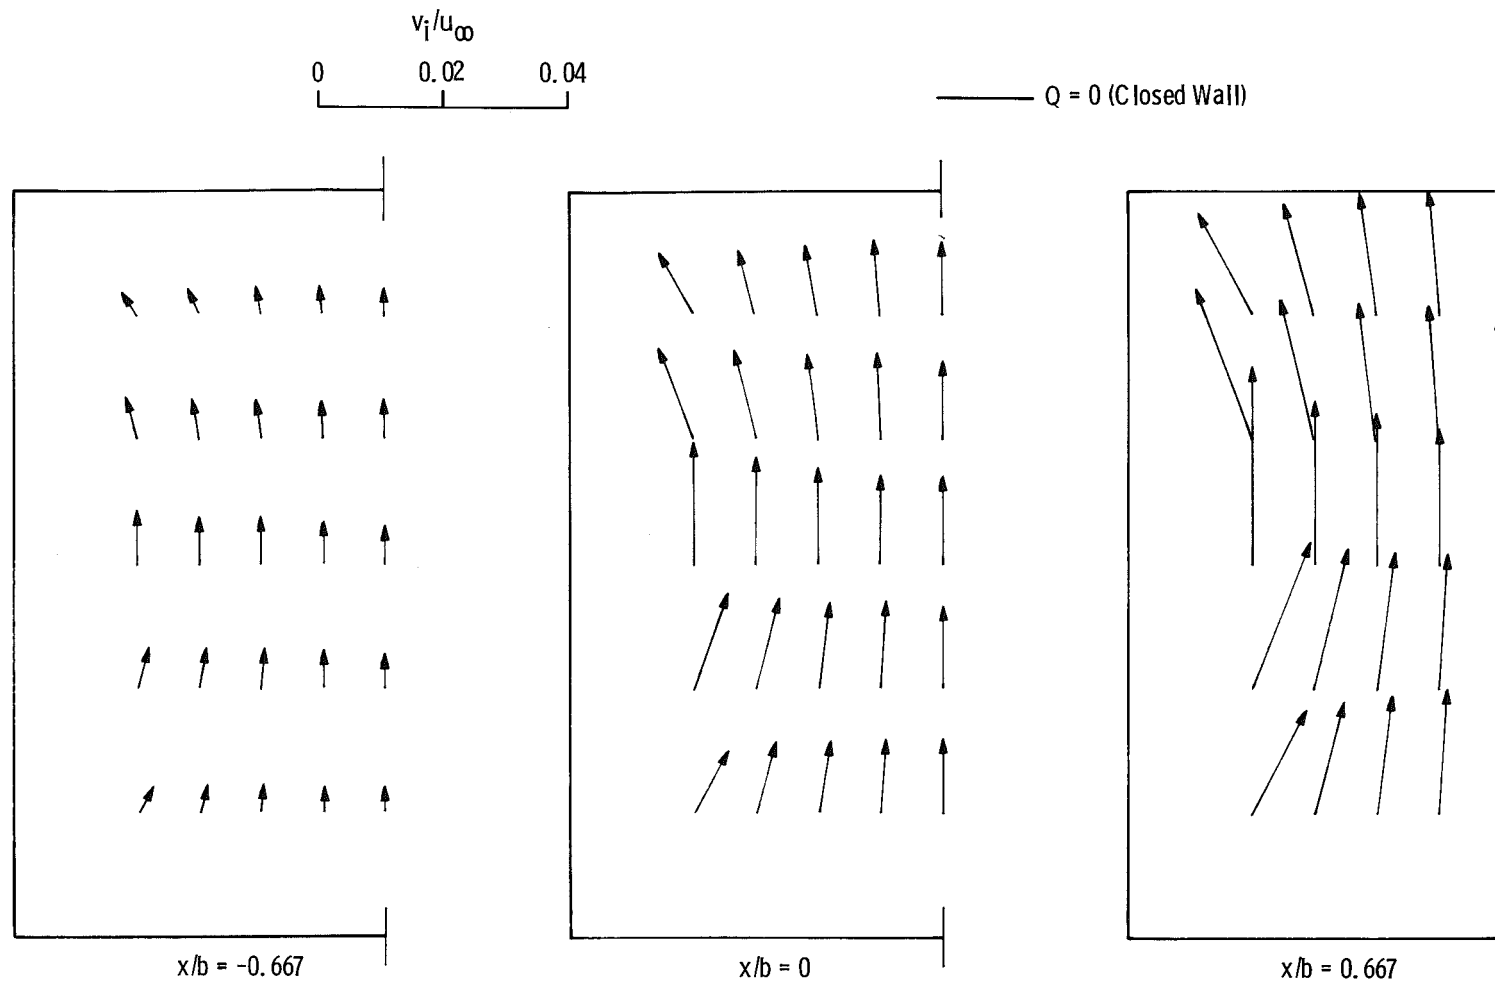 v_i/u_∞
0 0.02 0.04
Q = 0 (Closed Wall)
x/b = -0.667
x/b = 0
x/b = 0.667